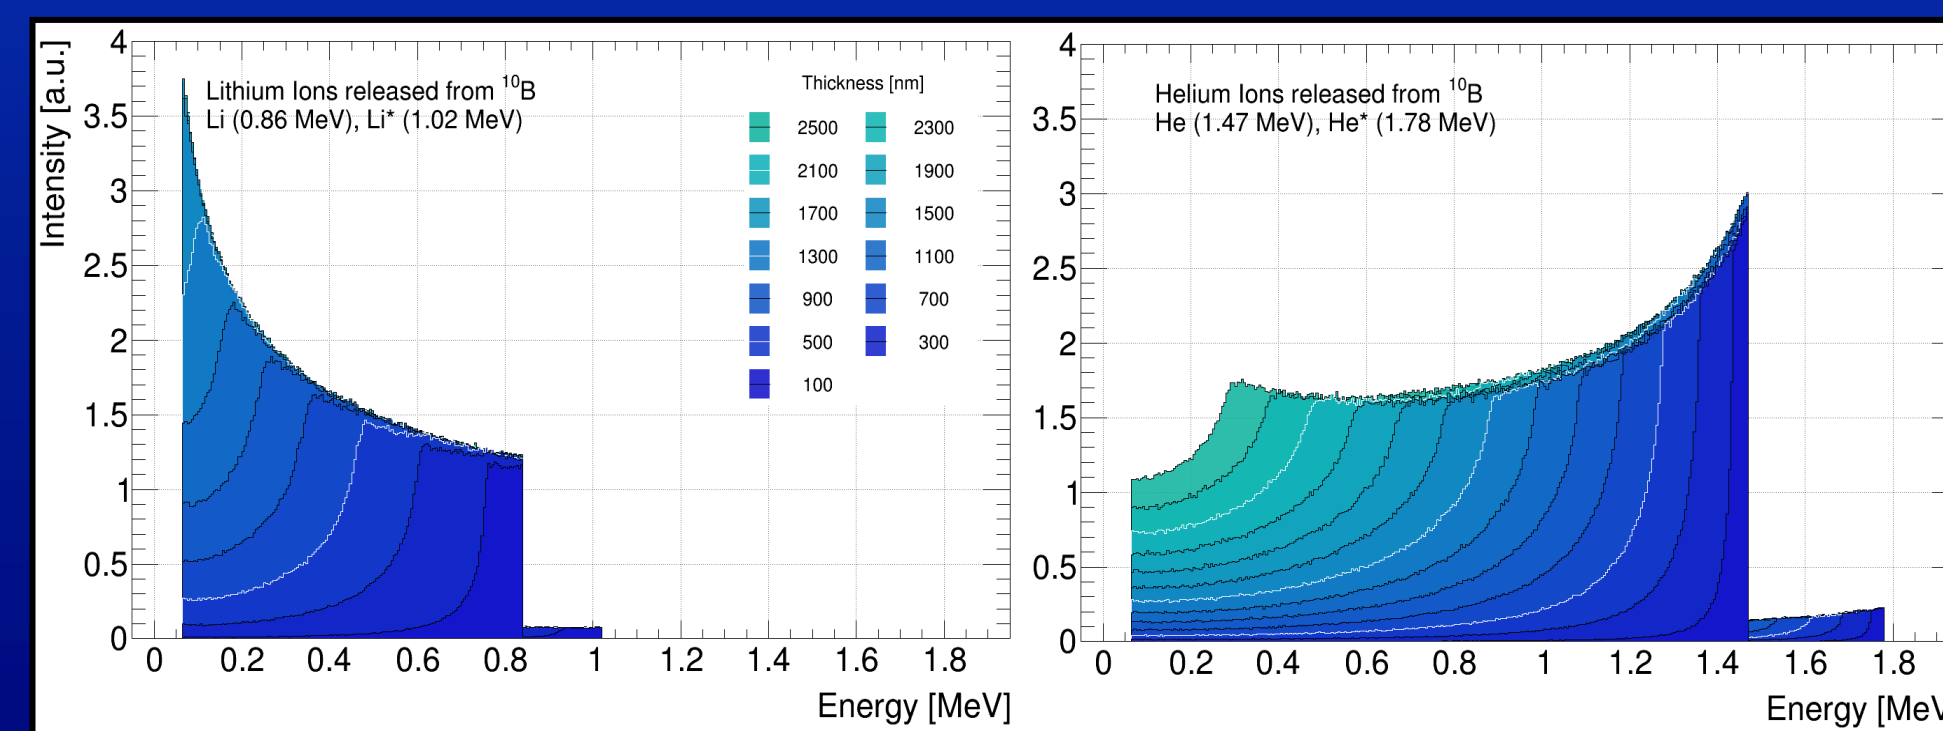 Intensity [a.u.]
4
3.5
3
2.5
2
1.5
1
0.5
0
Lithium Ions released from ¹⁰B
Li (0.86 MeV), Li* (1.02 MeV)
Thickness [nm]
2500 2300
2100 1900
1700 1500
1300 1100
900 700
500 300
100
0 0.2 0.4 0.6 0.8 1 1.2 1.4 1.6 1.8
Energy [MeV]
4
3.5
3
2.5
2
1.5
1
0.5
0
Helium Ions released from ¹⁰B
He (1.47 MeV), He* (1.78 MeV)
0 0.2 0.4 0.6 0.8 1 1.2 1.4 1.6 1.8
Energy [MeV